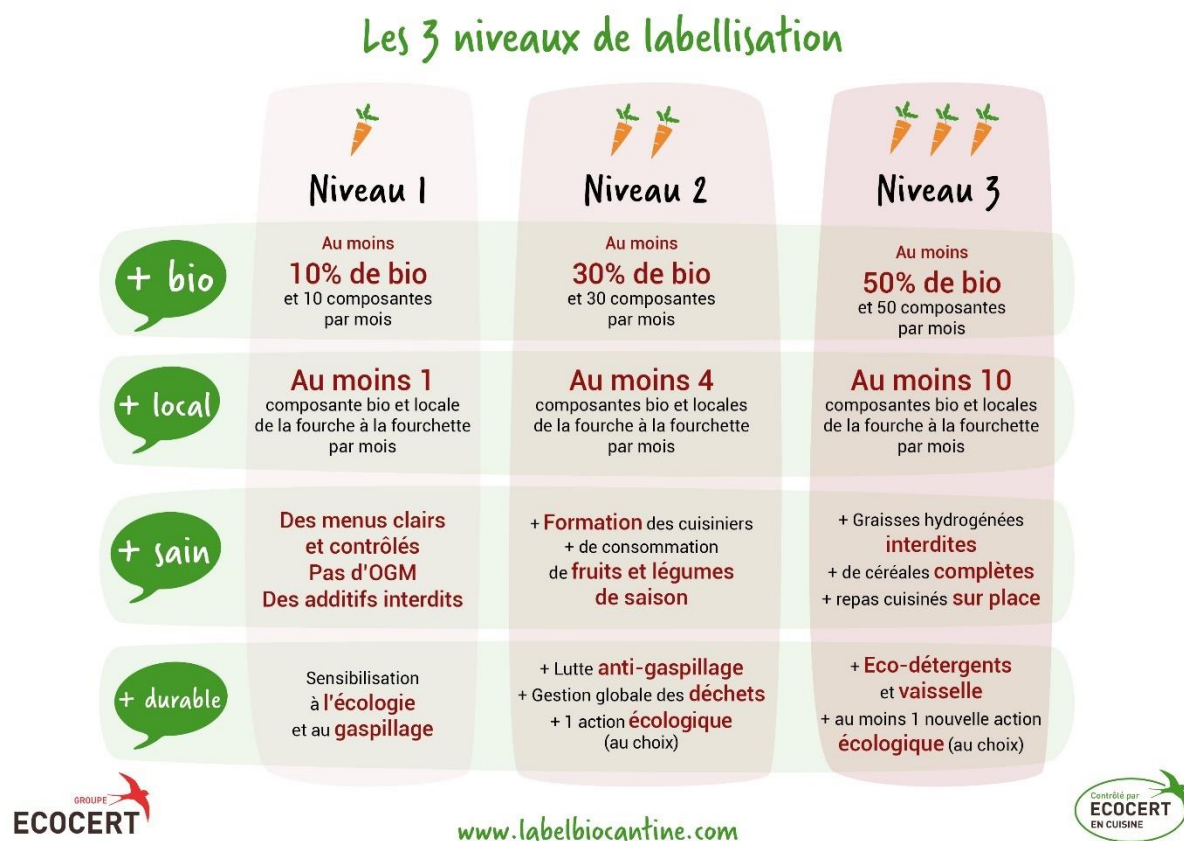 Les 3 niveaux de labellisation
Niveau 1
Niveau 2
Niveau 3
+ bio
Au moins
10% de bio
et 10 composantes
par mois
Au moins
30% de bio
et 30 composantes
par mois
Au moins
50% de bio
et 50 composantes
par mois
+ local
Au moins 1
composante bio et locale
de la fourche à la fourchette
par mois
Au moins 4
composantes bio et locales
de la fourche à la fourchette
par mois
Au moins 10
composantes bio et locales
de la fourche à la fourchette
par mois
+ sain
Des menus clairs
et contrôlés
Pas d'OGM
Des additifs interdits
+ Formation des cuisiniers
+ de consommation
de fruits et légumes
de saison
+ Graisses hydrogénées
interdites
+ de céréales complètes
+ repas cuisinés sur place
+ durable
Sensibilisation
à l'écologie
et au gaspillage
+ Lutte anti-gaspillage
+ Gestion globale des déchets
+ 1 action écologique
(au choix)
+ Eco-détergents
et vaisselle
+ au moins 1 nouvelle action
écologique (au choix)
GROUPE
ECOCERT
www.labelbiocantine.com
Contrôlé par
ECOCERT
EN CUISINE